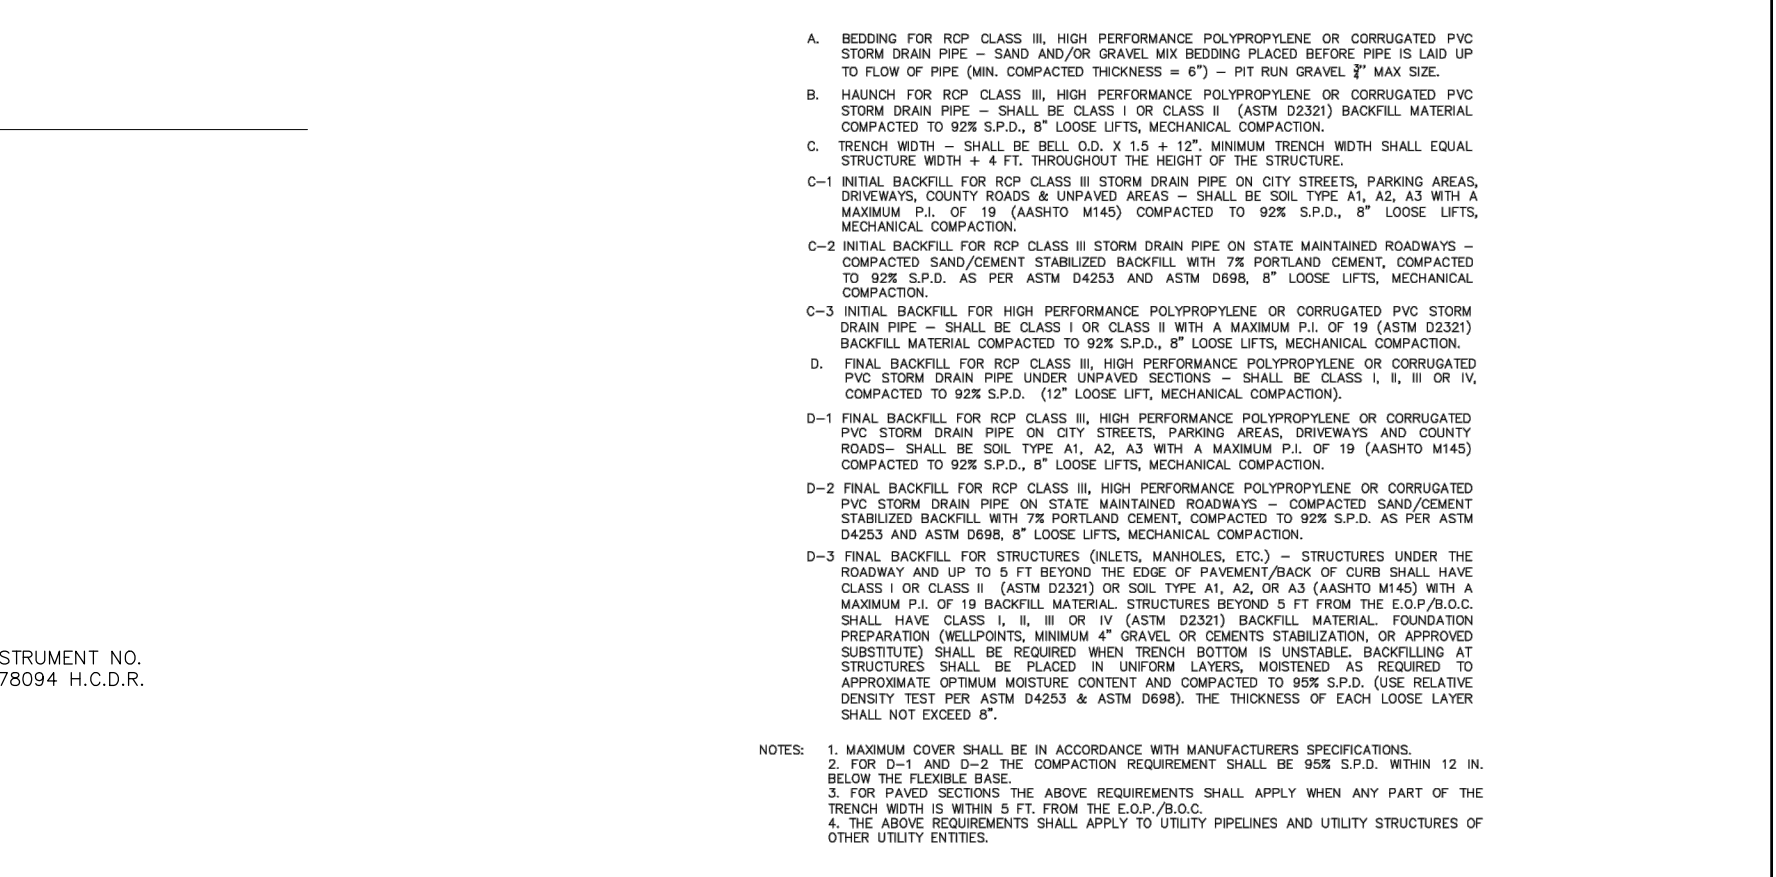 A. BEDDING FOR RCP CLASS III, HIGH PERFORMANCE POLYPROPYLENE OR CORRUGATED PVC
STORM DRAIN PIPE – SAND AND/OR GRAVEL MIX BEDDING PLACED BEFORE PIPE IS LAID UP
TO FLOW OF PIPE (MIN. COMPACTED THICKNESS = 6") – PIT RUN GRAVEL ¾" MAX SIZE.
B. HAUNCH FOR RCP CLASS III, HIGH PERFORMANCE POLYPROPYLENE OR CORRUGATED PVC
STORM DRAIN PIPE – SHALL BE CLASS I OR CLASS II (ASTM D2321) BACKFILL MATERIAL
COMPACTED TO 92% S.P.D., 8" LOOSE LIFTS, MECHANICAL COMPACTION.
C. TRENCH WIDTH – SHALL BE BELL O.D. X 1.5 + 12". MINIMUM TRENCH WIDTH SHALL EQUAL
STRUCTURE WIDTH + 4 FT. THROUGHOUT THE HEIGHT OF THE STRUCTURE.
C–1 INITIAL BACKFILL FOR RCP CLASS III STORM DRAIN PIPE ON CITY STREETS, PARKING AREAS,
DRIVEWAYS, COUNTY ROADS & UNPAVED AREAS – SHALL BE SOIL TYPE A1, A2, A3 WITH A
MAXIMUM P.I. OF 19 (AASHTO M145) COMPACTED TO 92% S.P.D., 8" LOOSE LIFTS,
MECHANICAL COMPACTION.
C–2 INITIAL BACKFILL FOR RCP CLASS III STORM DRAIN PIPE ON STATE MAINTAINED ROADWAYS –
COMPACTED SAND/CEMENT STABILIZED BACKFILL WITH 7% PORTLAND CEMENT, COMPACTED
TO 92% S.P.D. AS PER ASTM D4253 AND ASTM D698, 8" LOOSE LIFTS, MECHANICAL
COMPACTION.
C–3 INITIAL BACKFILL FOR HIGH PERFORMANCE POLYPROPYLENE OR CORRUGATED PVC STORM
DRAIN PIPE – SHALL BE CLASS I OR CLASS II WITH A MAXIMUM P.I. OF 19 (ASTM D2321)
BACKFILL MATERIAL COMPACTED TO 92% S.P.D., 8" LOOSE LIFTS, MECHANICAL COMPACTION.
D. FINAL BACKFILL FOR RCP CLASS III, HIGH PERFORMANCE POLYPROPYLENE OR CORRUGATED
PVC STORM DRAIN PIPE UNDER UNPAVED SECTIONS – SHALL BE CLASS I, II, III OR IV,
COMPACTED TO 92% S.P.D. (12" LOOSE LIFT, MECHANICAL COMPACTION).
D–1 FINAL BACKFILL FOR RCP CLASS III, HIGH PERFORMANCE POLYPROPYLENE OR CORRUGATED
PVC STORM DRAIN PIPE ON CITY STREETS, PARKING AREAS, DRIVEWAYS AND COUNTY
ROADS– SHALL BE SOIL TYPE A1, A2, A3 WITH A MAXIMUM P.I. OF 19 (AASHTO M145)
COMPACTED TO 92% S.P.D., 8" LOOSE LIFTS, MECHANICAL COMPACTION.
D–2 FINAL BACKFILL FOR RCP CLASS III, HIGH PERFORMANCE POLYPROPYLENE OR CORRUGATED
PVC STORM DRAIN PIPE ON STATE MAINTAINED ROADWAYS – COMPACTED SAND/CEMENT
STABILIZED BACKFILL WITH 7% PORTLAND CEMENT, COMPACTED TO 92% S.P.D. AS PER ASTM
D4253 AND ASTM D698, 8" LOOSE LIFTS, MECHANICAL COMPACTION.
D–3 FINAL BACKFILL FOR STRUCTURES (INLETS, MANHOLES, ETC.) – STRUCTURES UNDER THE
ROADWAY AND UP TO 5 FT BEYOND THE EDGE OF PAVEMENT/BACK OF CURB SHALL HAVE
CLASS I OR CLASS II (ASTM D2321) OR SOIL TYPE A1, A2, OR A3 (AASHTO M145) WITH A
MAXIMUM P.I. OF 19 BACKFILL MATERIAL. STRUCTURES BEYOND 5 FT FROM THE E.O.P/B.O.C.
SHALL HAVE CLASS I, II, III OR IV (ASTM D2321) BACKFILL MATERIAL. FOUNDATION
PREPARATION (WELLPOINTS, MINIMUM 4" GRAVEL OR CEMENTS STABILIZATION, OR APPROVED
SUBSTITUTE) SHALL BE REQUIRED WHEN TRENCH BOTTOM IS UNSTABLE. BACKFILLING AT
STRUCTURES SHALL BE PLACED IN UNIFORM LAYERS, MOISTENED AS REQUIRED TO
APPROXIMATE OPTIMUM MOISTURE CONTENT AND COMPACTED TO 95% S.P.D. (USE RELATIVE
DENSITY TEST PER ASTM D4253 & ASTM D698). THE THICKNESS OF EACH LOOSE LAYER
SHALL NOT EXCEED 8".
STRUMENT NO.
78094 H.C.D.R.
NOTES: 1. MAXIMUM COVER SHALL BE IN ACCORDANCE WITH MANUFACTURERS SPECIFICATIONS.
2. FOR D–1 AND D–2 THE COMPACTION REQUIREMENT SHALL BE 95% S.P.D. WITHIN 12 IN.
BELOW THE FLEXIBLE BASE.
3. FOR PAVED SECTIONS THE ABOVE REQUIREMENTS SHALL APPLY WHEN ANY PART OF THE
TRENCH WIDTH IS WITHIN 5 FT. FROM THE E.O.P./B.O.C.
4. THE ABOVE REQUIREMENTS SHALL APPLY TO UTILITY PIPELINES AND UTILITY STRUCTURES OF
OTHER UTILITY ENTITIES.